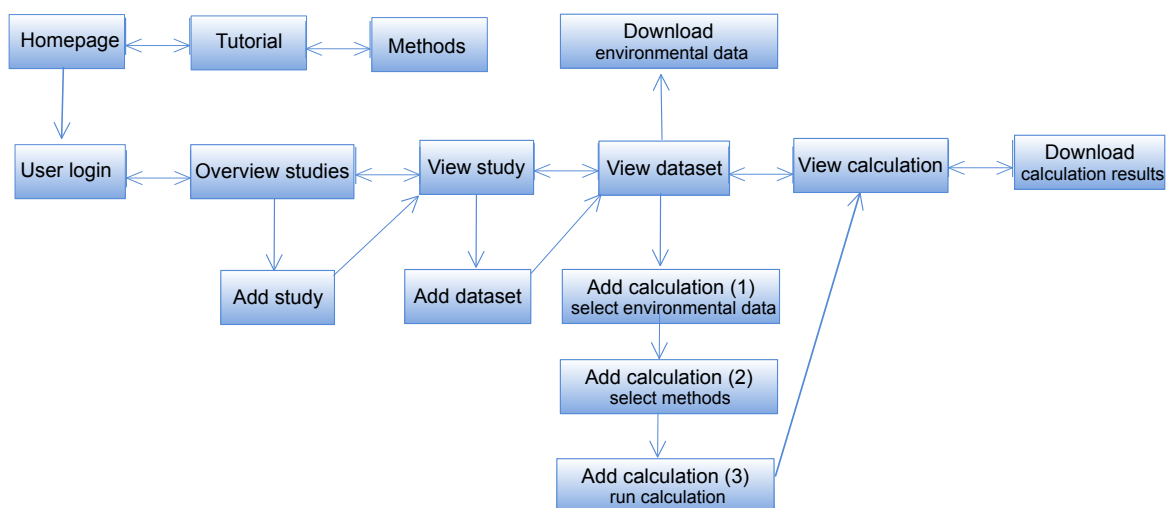 Homepage
Tutorial
Methods
Download
environmental data
User login
Overview studies
View study
View dataset
View calculation
Download
calculation results
Add study
Add dataset
Add calculation (1)
select environmental data
Add calculation (2)
select methods
Add calculation (3)
run calculation